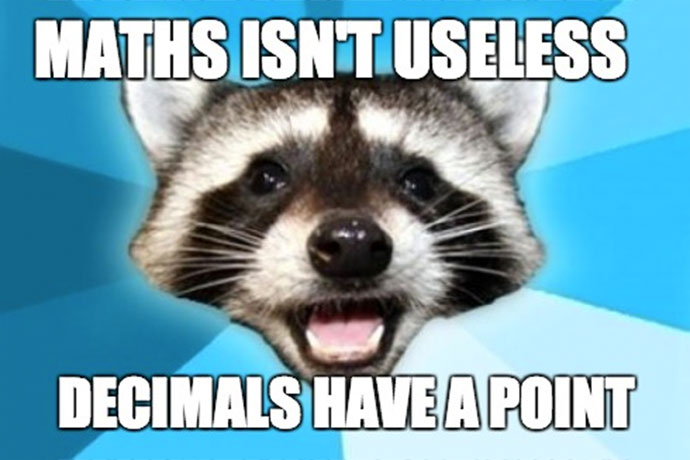 MATHS ISN'T USELESS
DECIMALS HAVE A POINT